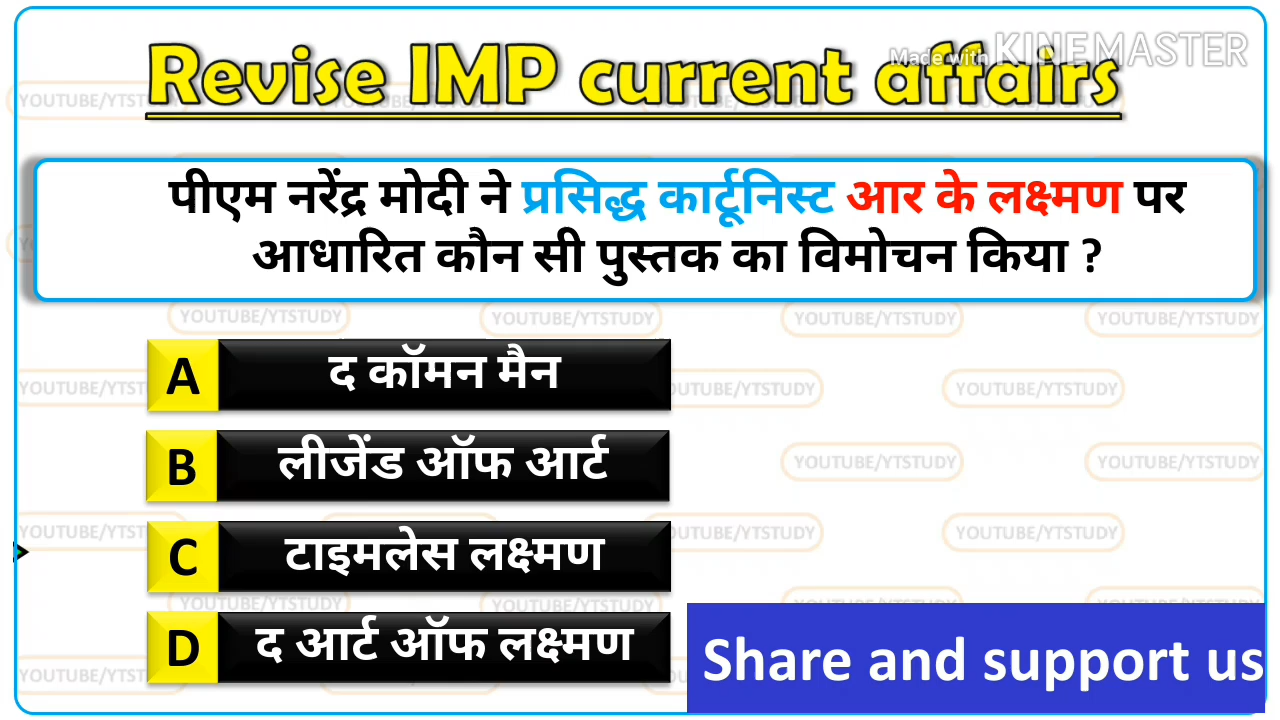 Made with KINEMASTER
Revise IMP current affairs
पीएम नरेंद्र मोदी ने प्रसिद्ध कार्टूनिस्ट आर के लक्ष्मण पर
आधारित कौन सी पुस्तक का विमोचन किया ?
A द कॉमन मैन
B लीजेंड ऑफ आर्ट
C टाइमलेस लक्ष्मण
D द आर्ट ऑफ लक्ष्मण
Share and support us
YOUTUBE/YTSTUDY